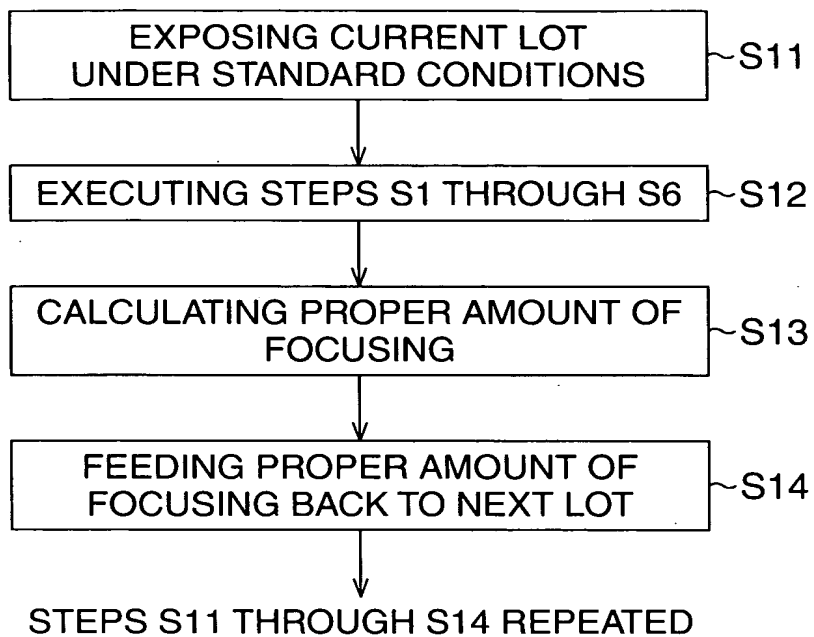 EXPOSING CURRENT LOT
UNDER STANDARD CONDITIONS
S11
EXECUTING STEPS S1 THROUGH S6
S12
CALCULATING PROPER AMOUNT OF
FOCUSING
S13
FEEDING PROPER AMOUNT OF
FOCUSING BACK TO NEXT LOT
S14
STEPS S11 THROUGH S14 REPEATED